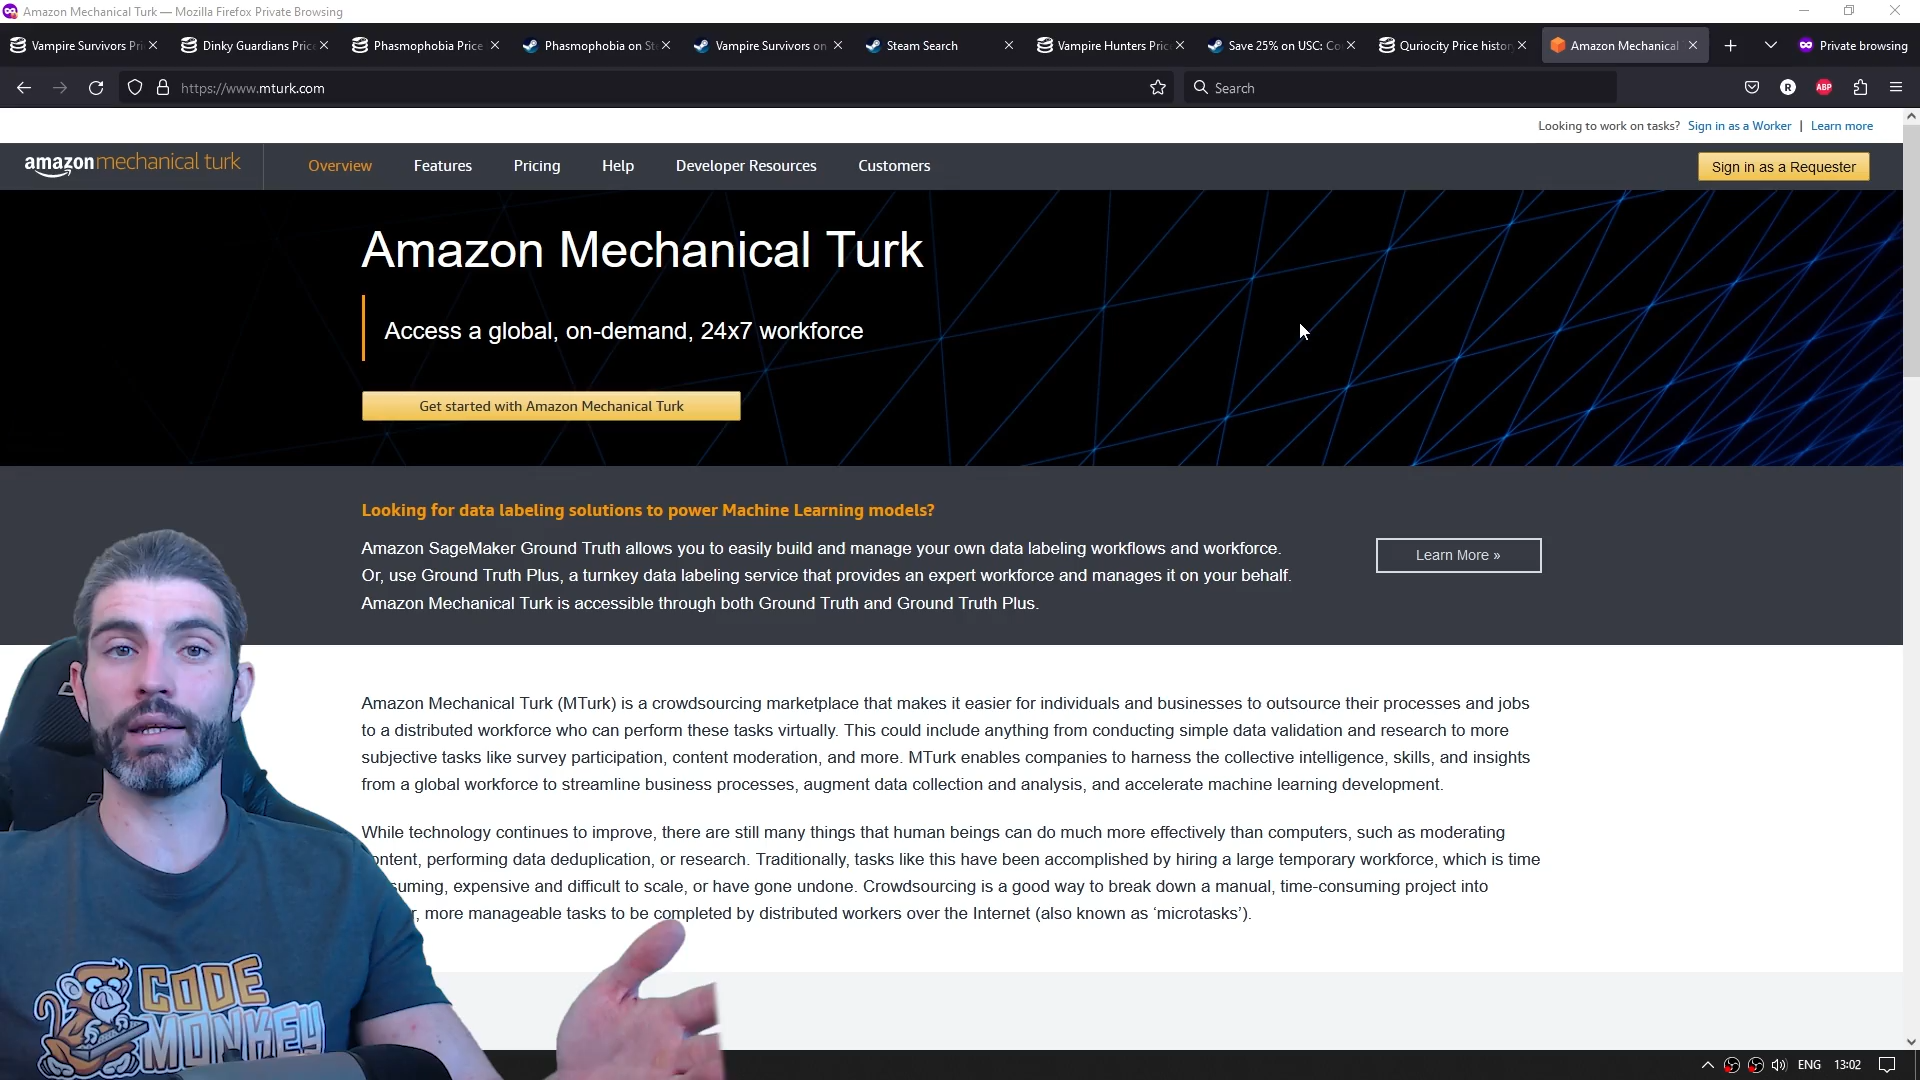 Amazon Mechanical Turk — Mozilla Firefox Private Browsing
Vampire Survivors Pri
Dinky Guardians Price
Phasmophobia Price
Phasmophobia on St
Vampire Survivors on
Steam Search
Vampire Hunters Pric
Save 25% on USC: Co
Quriocity Price histor
Amazon Mechanical
Private browsing
https://www.mturk.com
Search
R
ABP
Looking to work on tasks? Sign in as a Worker | Learn more
amazon mechanical turk
Overview
Features
Pricing
Help
Developer Resources
Customers
Sign in as a Requester
Amazon Mechanical Turk
Access a global, on-demand, 24x7 workforce
Get started with Amazon Mechanical Turk
Looking for data labeling solutions to power Machine Learning models?
Amazon SageMaker Ground Truth allows you to easily build and manage your own data labeling workflows and workforce.
Or, use Ground Truth Plus, a turnkey data labeling service that provides an expert workforce and manages it on your behalf.
Amazon Mechanical Turk is accessible through both Ground Truth and Ground Truth Plus.
Learn More »
Amazon Mechanical Turk (MTurk) is a crowdsourcing marketplace that makes it easier for individuals and businesses to outsource their processes and jobs
to a distributed workforce who can perform these tasks virtually. This could include anything from conducting simple data validation and research to more
subjective tasks like survey participation, content moderation, and more. MTurk enables companies to harness the collective intelligence, skills, and insights
from a global workforce to streamline business processes, augment data collection and analysis, and accelerate machine learning development.
While technology continues to improve, there are still many things that human beings can do much more effectively than computers, such as moderating
ontent, performing data deduplication, or research. Traditionally, tasks like this have been accomplished by hiring a large temporary workforce, which is time
suming, expensive and difficult to scale, or have gone undone. Crowdsourcing is a good way to break down a manual, time-consuming project into
r, more manageable tasks to be completed by distributed workers over the Internet (also known as ‘microtasks’).
CODE
MONKEY
ENG
13:02